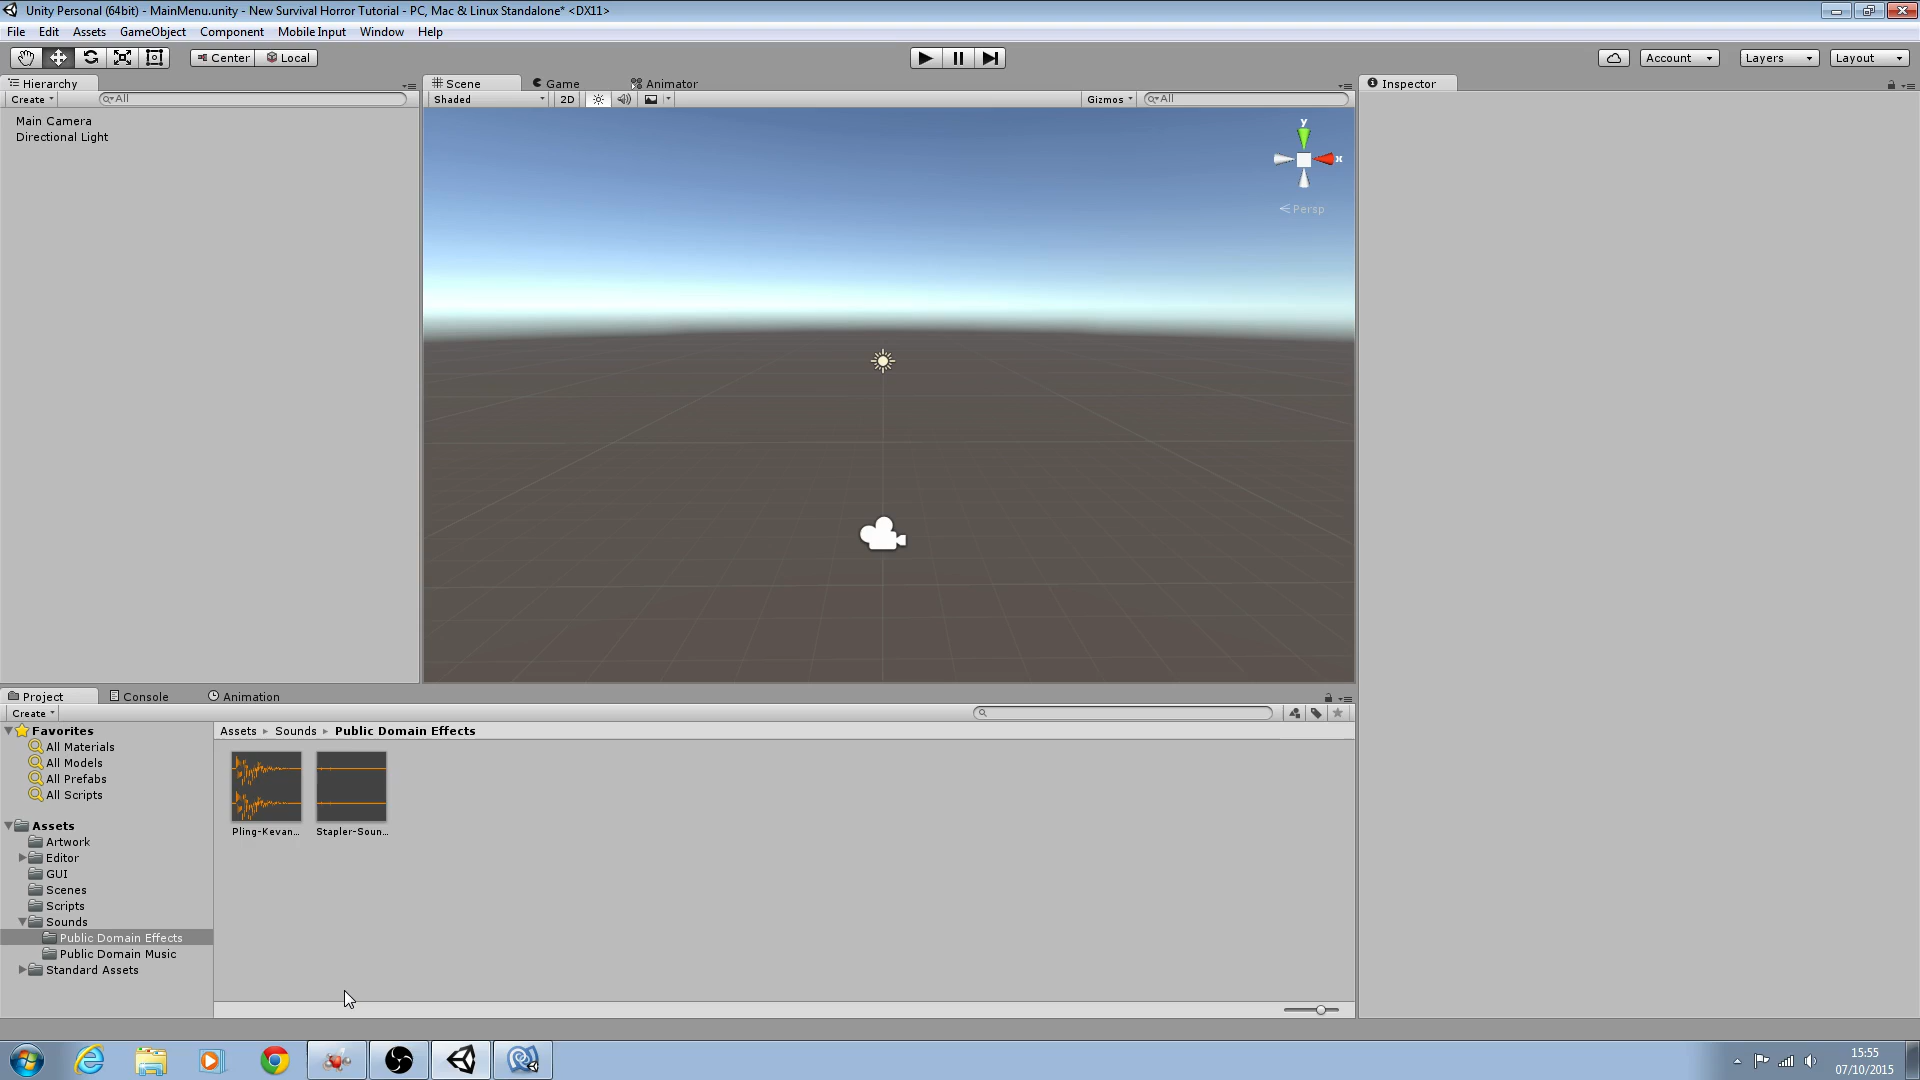 Unity Personal (64bit) - MainMenu.unity - New Survival Horror Tutorial - PC, Mac & Linux Standalone* <DX11>
File Edit Assets GameObject Component Mobile Input Window Help
Center Local Account Layers Layout
Hierarchy Scene Game Animator Inspector
Create All Shaded 2D Gizmos All
Main Camera
Directional Light
y
x
Persp
Project Console Animation
Create
Favorites
All Materials
All Models
All Prefabs
All Scripts
Assets
Artwork
Editor
GUI
Scenes
Scripts
Sounds
Public Domain Effects
Public Domain Music
Standard Assets
Assets Sounds Public Domain Effects
Pling-Kevan... Stapler-Soun...
15:55
07/10/2015